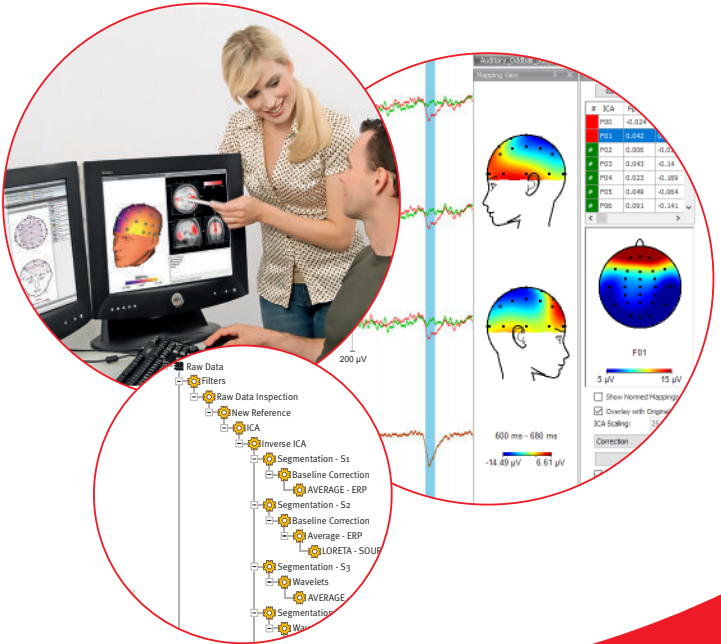 Auditory_Oddball
Mapping View
# ICA
F00 -0.024
F01 0.042
F02 0.006
F03 0.043 -0.14
F04 0.023 -0.169
F05 0.049 -0.064
F06 0.091 -0.141
200 µV
F01
5 µV 15 µV
Show Normed Mappings
Overlay with Original
ICA Scaling:
Correction
600 ms - 680 ms
-14.49 µV 6.61 µV
Raw Data
Filters
Raw Data Inspection
New Reference
ICA
Inverse ICA
Segmentation - S1
Baseline Correction
AVERAGE - ERP
Segmentation - S2
Baseline Correction
Average - ERP
LORETA - SOUR
Segmentation - S3
Wavelets
AVERAGE
Segmentation
Wav